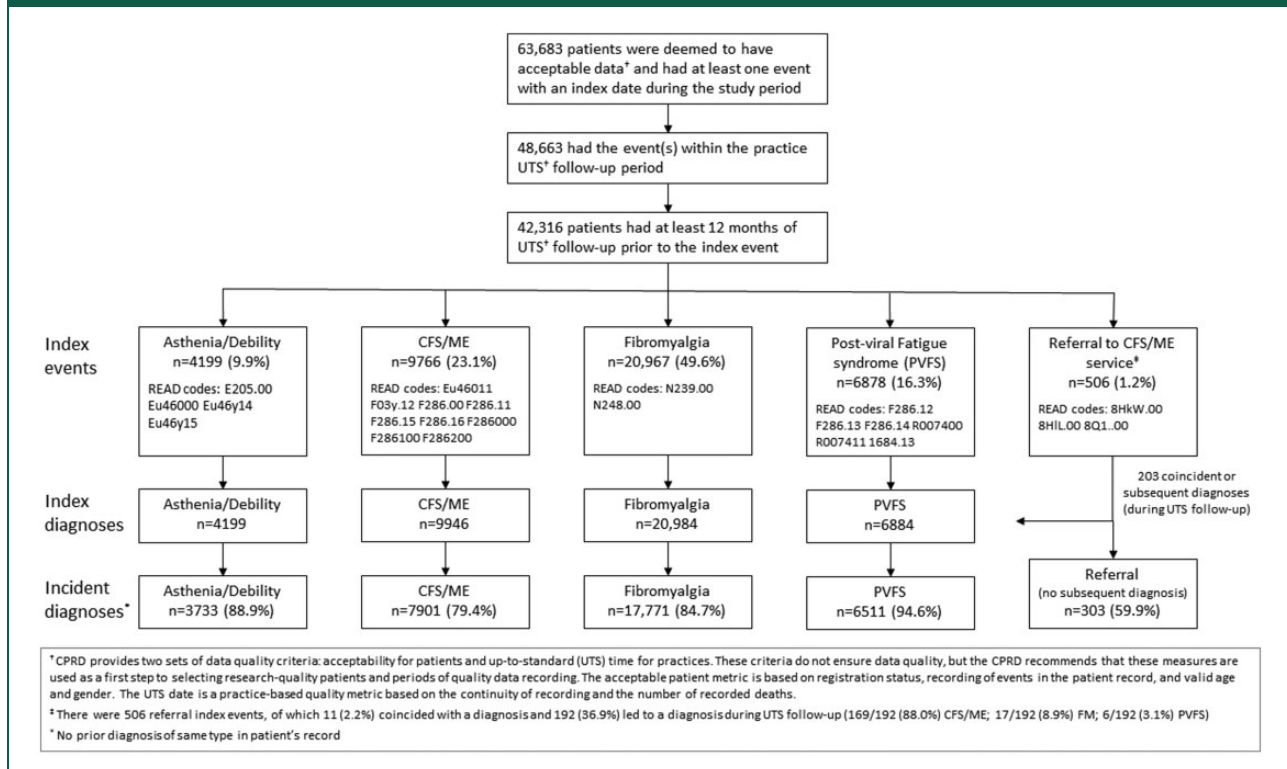 63,683 patients were deemed to have
acceptable data† and had at least one event
with an index date during the study period
48,663 had the event(s) within the practice
UTS† follow-up period
42,316 patients had at least 12 months of
UTS† follow-up prior to the index event
Index
events
Asthenia/Debility
n=4199 (9.9%)
READ codes: E205.00
Eu46000 Eu46y14
Eu46y15
CFS/ME
n=9766 (23.1%)
READ codes: Eu46011
F03y.12 F286.00 F286.11
F286.15 F286.16 F286000
F286100 F286200
Fibromyalgia
n=20,967 (49.6%)
READ codes: N239.00
N248.00
Post-viral Fatigue
syndrome (PVFS)
n=6878 (16.3%)
READ codes: F286.12
F286.13 F286.14 R007400
R007411 1684.13
Referral to CFS/ME
service‡
n=506 (1.2%)
READ codes: 8HkW.00
8HlL.00 8Q1..00
203 coincident or
subsequent diagnoses
(during UTS follow-up)
Index
diagnoses
Asthenia/Debility
n=4199
CFS/ME
n=9946
Fibromyalgia
n=20,984
PVFS
n=6884
Incident
diagnoses*
Asthenia/Debility
n=3733 (88.9%)
CFS/ME
n=7901 (79.4%)
Fibromyalgia
n=17,771 (84.7%)
PVFS
n=6511 (94.6%)
Referral
(no subsequent diagnosis)
n=303 (59.9%)
† CPRD provides two sets of data quality criteria: acceptability for patients and up-to-standard (UTS) time for practices. These criteria do not ensure data quality, but the CPRD recommends that these measures are
used as a first step to selecting research-quality patients and periods of quality data recording. The acceptable patient metric is based on registration status, recording of events in the patient record, and valid age
and gender. The UTS date is a practice-based quality metric based on the continuity of recording and the number of recorded deaths.
‡ There were 506 referral index events, of which 11 (2.2%) coincided with a diagnosis and 192 (36.9%) led to a diagnosis during UTS follow-up (169/192 (88.0%) CFS/ME; 17/192 (8.9%) FM; 6/192 (3.1%) PVFS)
* No prior diagnosis of same type in patient's record